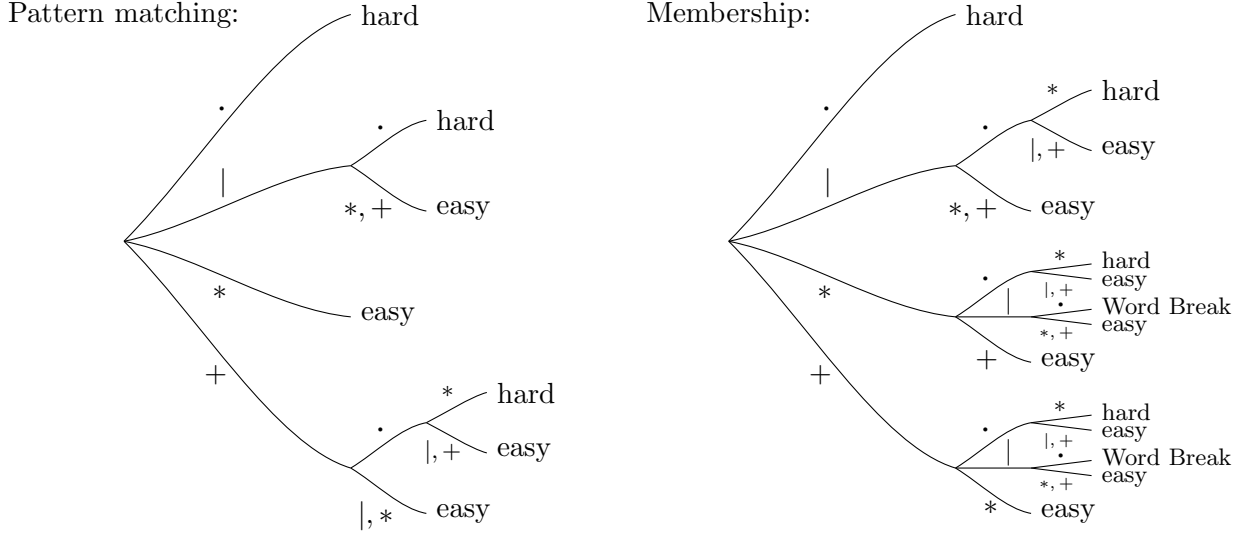 Pattern matching:
hard
·
·
hard
|
∗, +
easy
∗
easy
+
∗
hard
·
|, +
easy
|, ∗
easy
Membership:
hard
·
∗
hard
·
|, +
easy
|
∗, +
easy
∗
·
∗
hard
|, +
easy
|
·
Word Break
∗, +
easy
+
easy
+
·
∗
hard
|, +
easy
|
·
Word Break
∗, +
easy
∗
easy